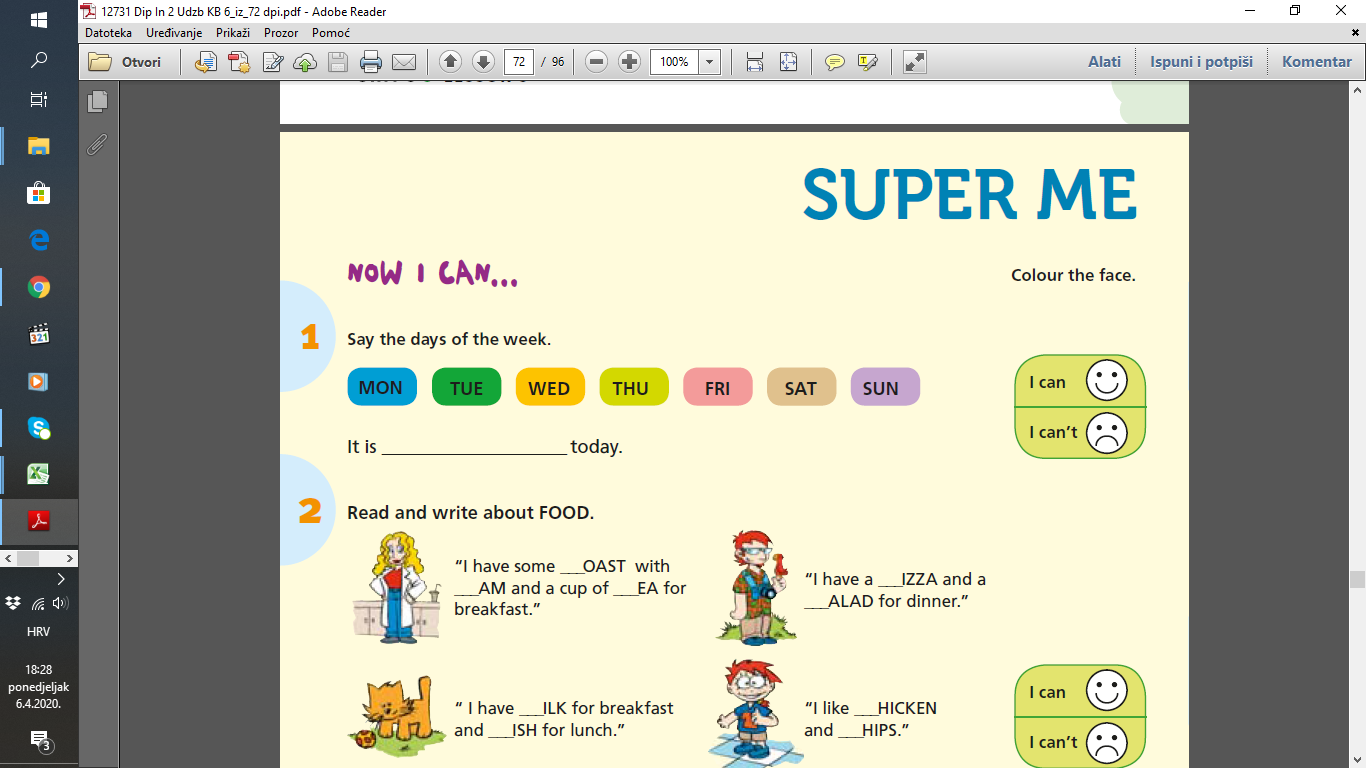 12731 Dip In 2 Udzb KB 6_iz_72 dpi.pdf - Adobe Reader
Datoteka Uređivanje Prikaži Prozor Pomoć
Otvori 72 / 96 100% Alati Ispuni i potpiši Komentar
SUPER ME
NOW I CAN...
Colour the face.
1
Say the days of the week.
MON TUE WED THU FRI SAT SUN
I can
I can't
It is ___________________ today.
2
Read and write about FOOD.
“I have some ___OAST with
___AM and a cup of ___EA for
breakfast.”
“I have a ___IZZA and a
___ALAD for dinner.”
“ I have ___ILK for breakfast
and ___ISH for lunch.”
“I like ___HICKEN
and ___HIPS.”
I can
I can't
321
HRV
18:28
ponedjeljak
6.4.2020.
3